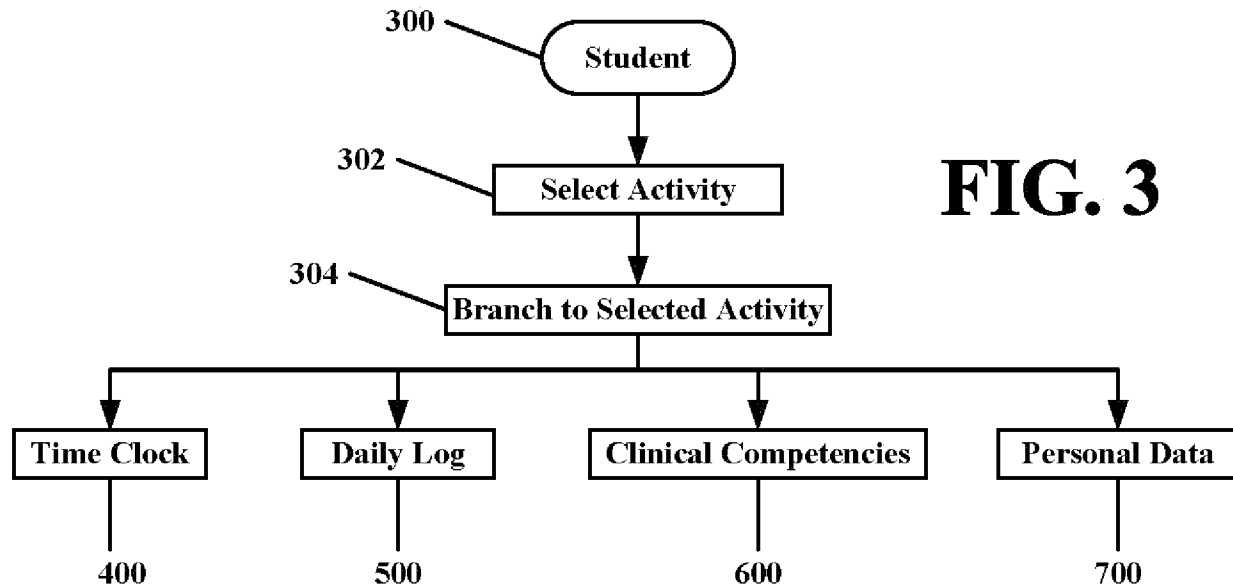 300
Student
302
Select Activity
FIG. 3
304
Branch to Selected Activity
Time Clock
Daily Log
Clinical Competencies
Personal Data
400
500
600
700